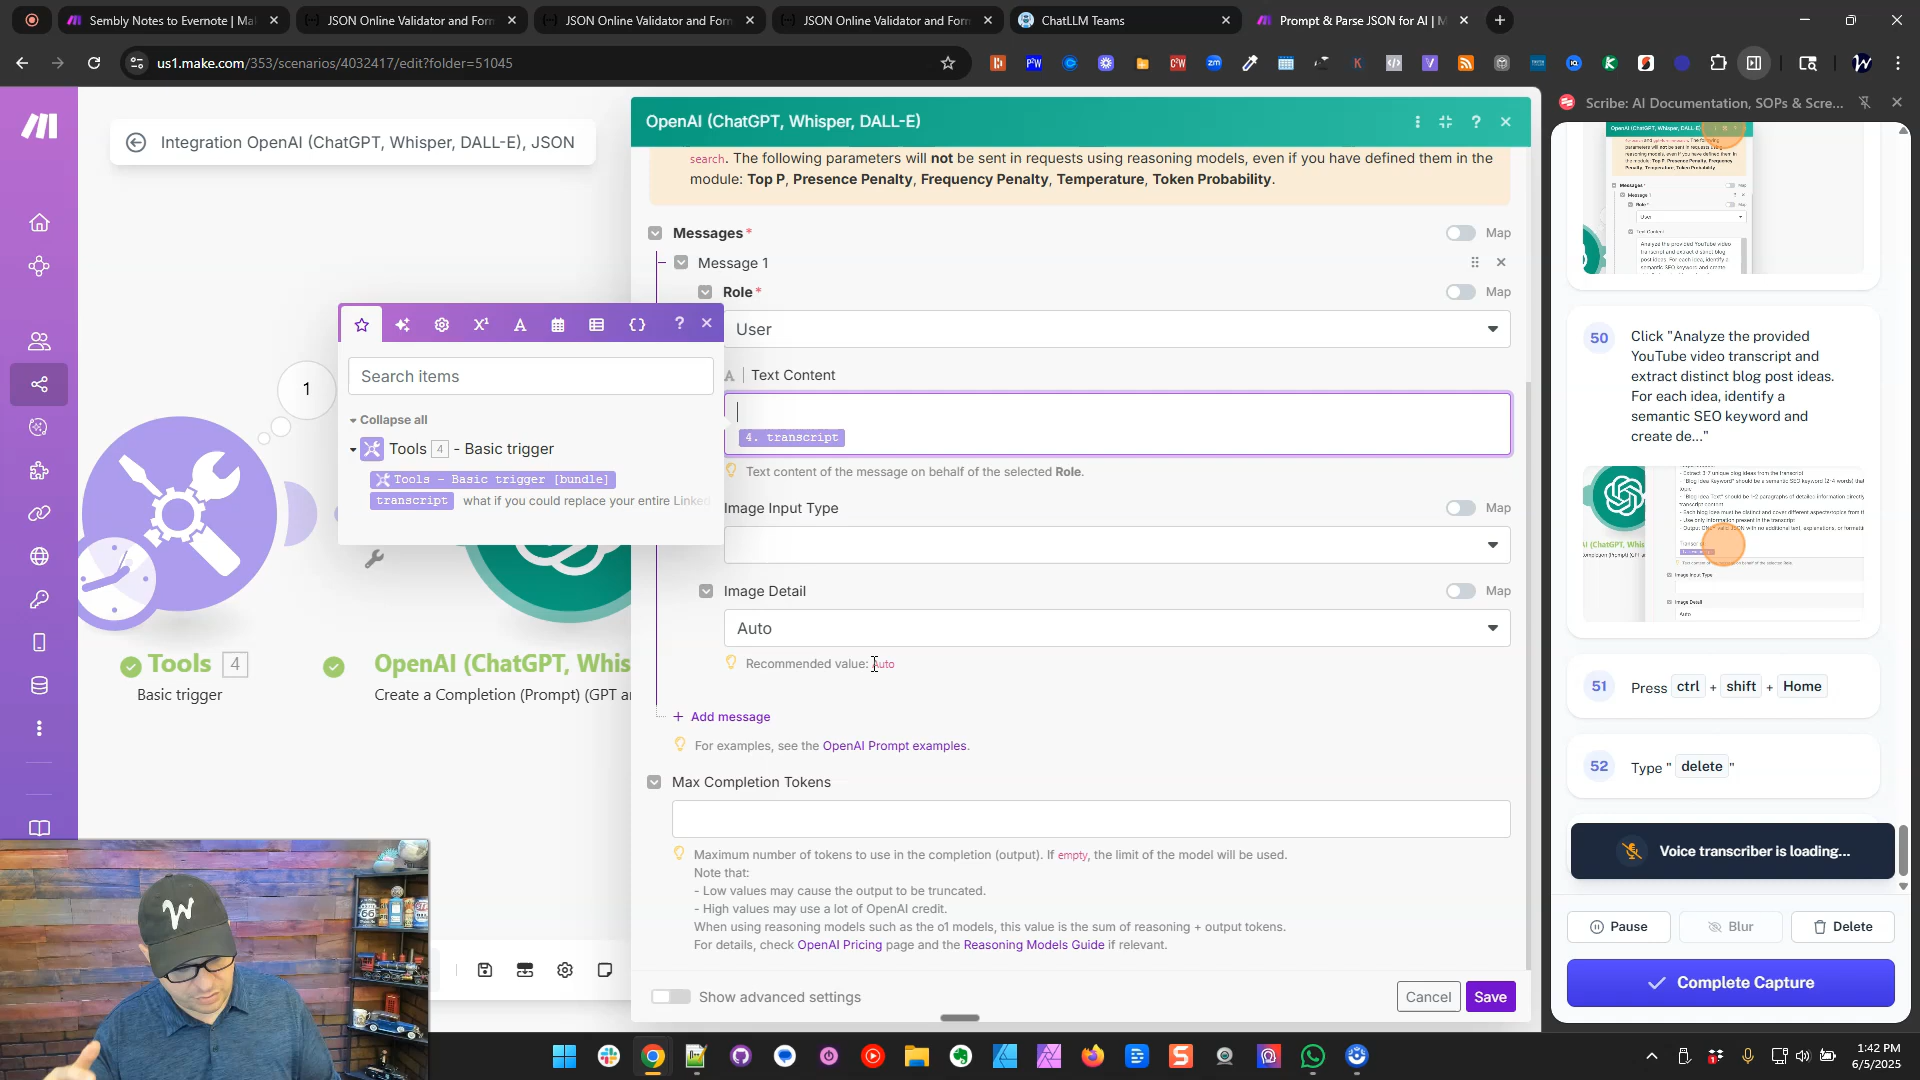 Sembly Notes to Evernote | Ma
JSON Online Validator and Form
JSON Online Validator and Form
JSON Online Validator and Form
ChatLLM Teams
Prompt & Parse JSON for AI | M
us1.make.com/353/scenarios/4032417/edit?folder=51045
Integration OpenAI (ChatGPT, Whisper, DALL-E), JSON
OpenAI (ChatGPT, Whisper, DALL-E)
search. The following parameters will not be sent in requests using reasoning models, even if you have defined them in the
module: Top P, Presence Penalty, Frequency Penalty, Temperature, Token Probability.
Messages*
Map
Message 1
Role*
Map
User
A | Text Content
4. transcript
Text content of the message on behalf of the selected Role.
Image Input Type
Map
Image Detail
Map
Auto
Recommended value: Auto
+ Add message
For examples, see the OpenAI Prompt examples.
Max Completion Tokens
Maximum number of tokens to use in the completion (output). If empty, the limit of the model will be used.
Note that:
- Low values may cause the output to be truncated.
- High values may use a lot of OpenAI credit.
When using reasoning models such as the o1 models, this value is the sum of reasoning + output tokens.
For details, check OpenAI Pricing page and the Reasoning Models Guide if relevant.
Show advanced settings
Cancel
Save
Search items
Collapse all
Tools 4 - Basic trigger
Tools - Basic trigger [bundle]
transcript what if you could replace your entire Linked
1
Tools 4
Basic trigger
OpenAI (ChatGPT, Whis
Create a Completion (Prompt) (GPT a
Scribe: AI Documentation, SOPs & Scre...
50
Click "Analyze the provided
YouTube video transcript and
extract distinct blog post ideas.
For each idea, identify a
semantic SEO keyword and
create de..."
51
Press ctrl + shift + Home
52
Type " delete "
Voice transcriber is loading...
Pause
Blur
Delete
Complete Capture
1:42 PM
6/5/2025